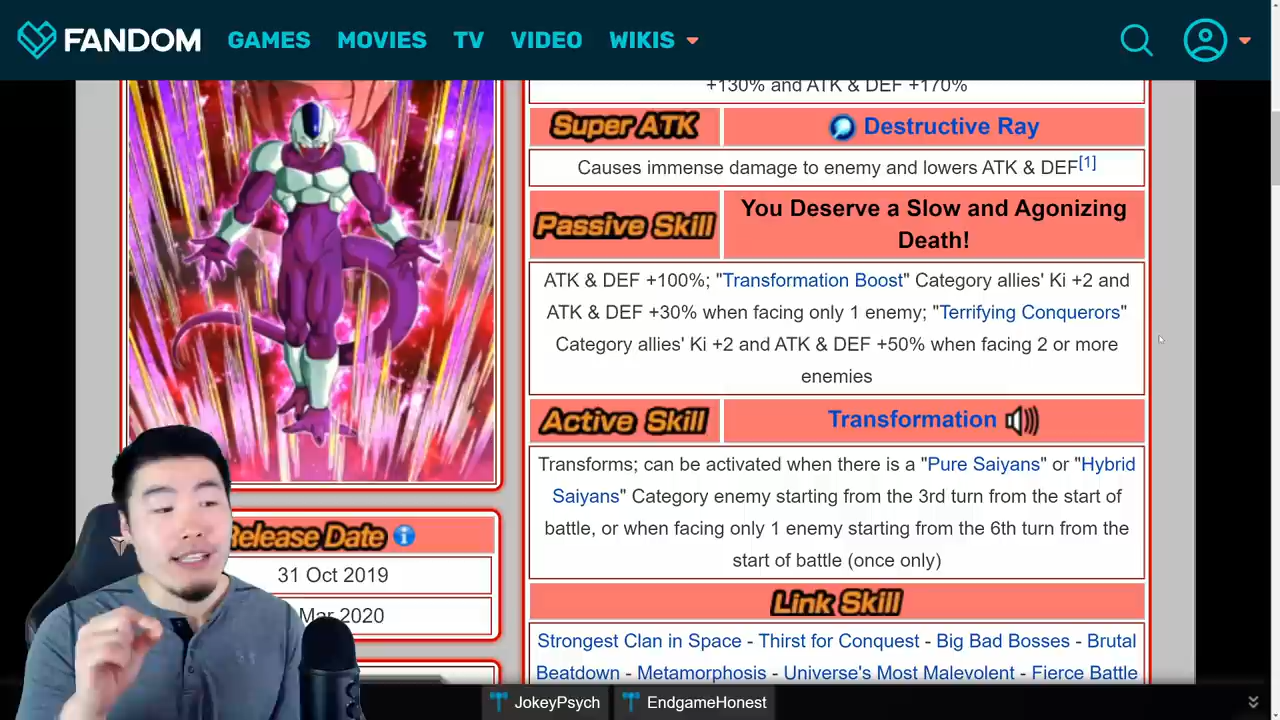 FANDOM GAMES MOVIES TV VIDEO WIKIS
+130% and ATK & DEF +170%
Super ATK Destructive Ray
Causes immense damage to enemy and lowers ATK & DEF[1]
Passive Skill You Deserve a Slow and Agonizing
Death!
ATK & DEF +100%; "Transformation Boost" Category allies' Ki +2 and
ATK & DEF +30% when facing only 1 enemy; "Terrifying Conquerors"
Category allies' Ki +2 and ATK & DEF +50% when facing 2 or more
enemies
Active Skill Transformation
Transforms; can be activated when there is a "Pure Saiyans" or "Hybrid
Saiyans" Category enemy starting from the 3rd turn from the start of
battle, or when facing only 1 enemy starting from the 6th turn from the
start of battle (once only)
Release Date
31 Oct 2019
Mar 2020
Link Skill
Strongest Clan in Space - Thirst for Conquest - Big Bad Bosses - Brutal
Beatdown - Metamorphosis - Universe's Most Malevolent - Fierce Battle
JokeyPsych EndgameHonest